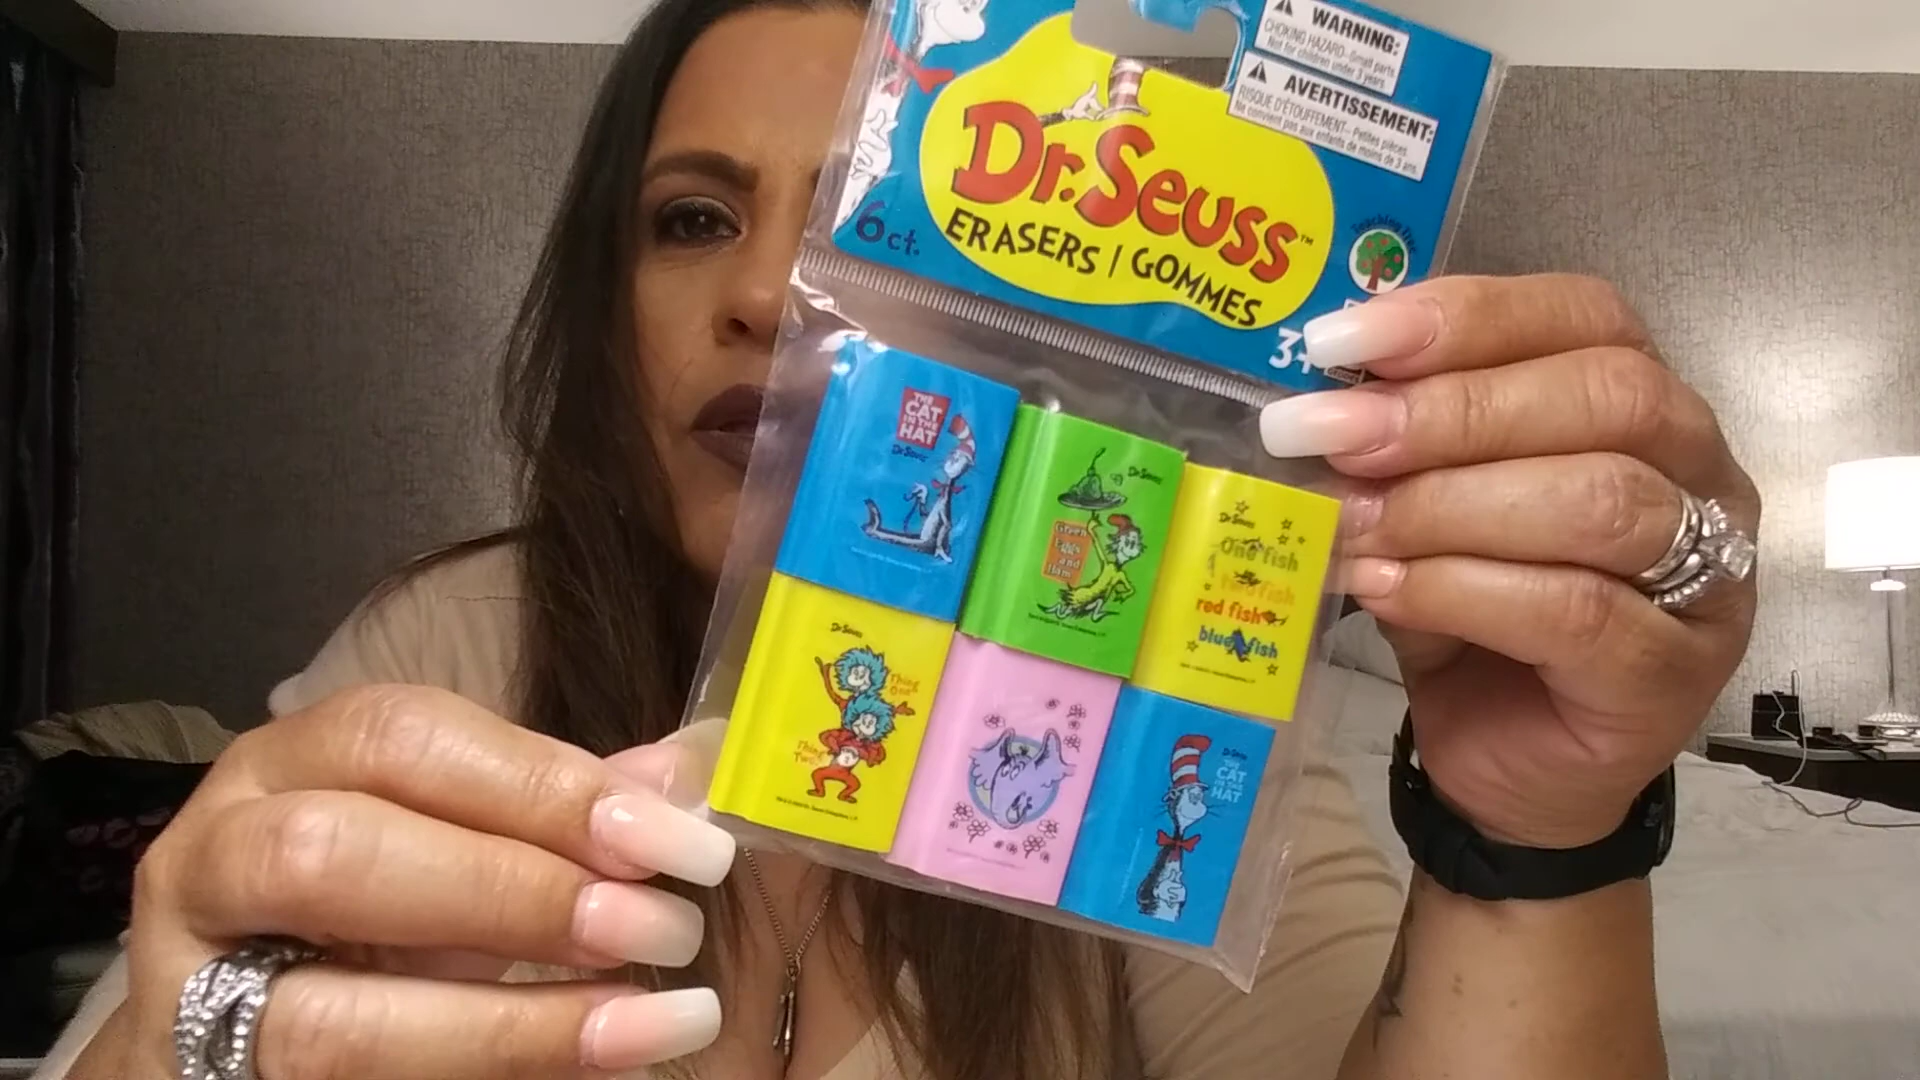 WARNING:
CHOKING HAZARD—Small parts
Not for children under 3 years.
AVERTISSEMENT:
RISQUE D'ÉTOUFFEMENT—Petites pièces.
Ne convient pas aux enfants de moins de 3 ans.
Dr. Seuss™
ERASERS / GOMMES
6 ct.
3+
THE
CAT
IN THE
HAT
Dr. Seuss
Dr. Seuss
Green
Eggs
and
Ham
Dr. Seuss
One fish
two fish
red fish
blue fish
Dr. Seuss
Thing
One
Thing
Two
Dr. Seuss
THE
CAT
IN THE
HAT